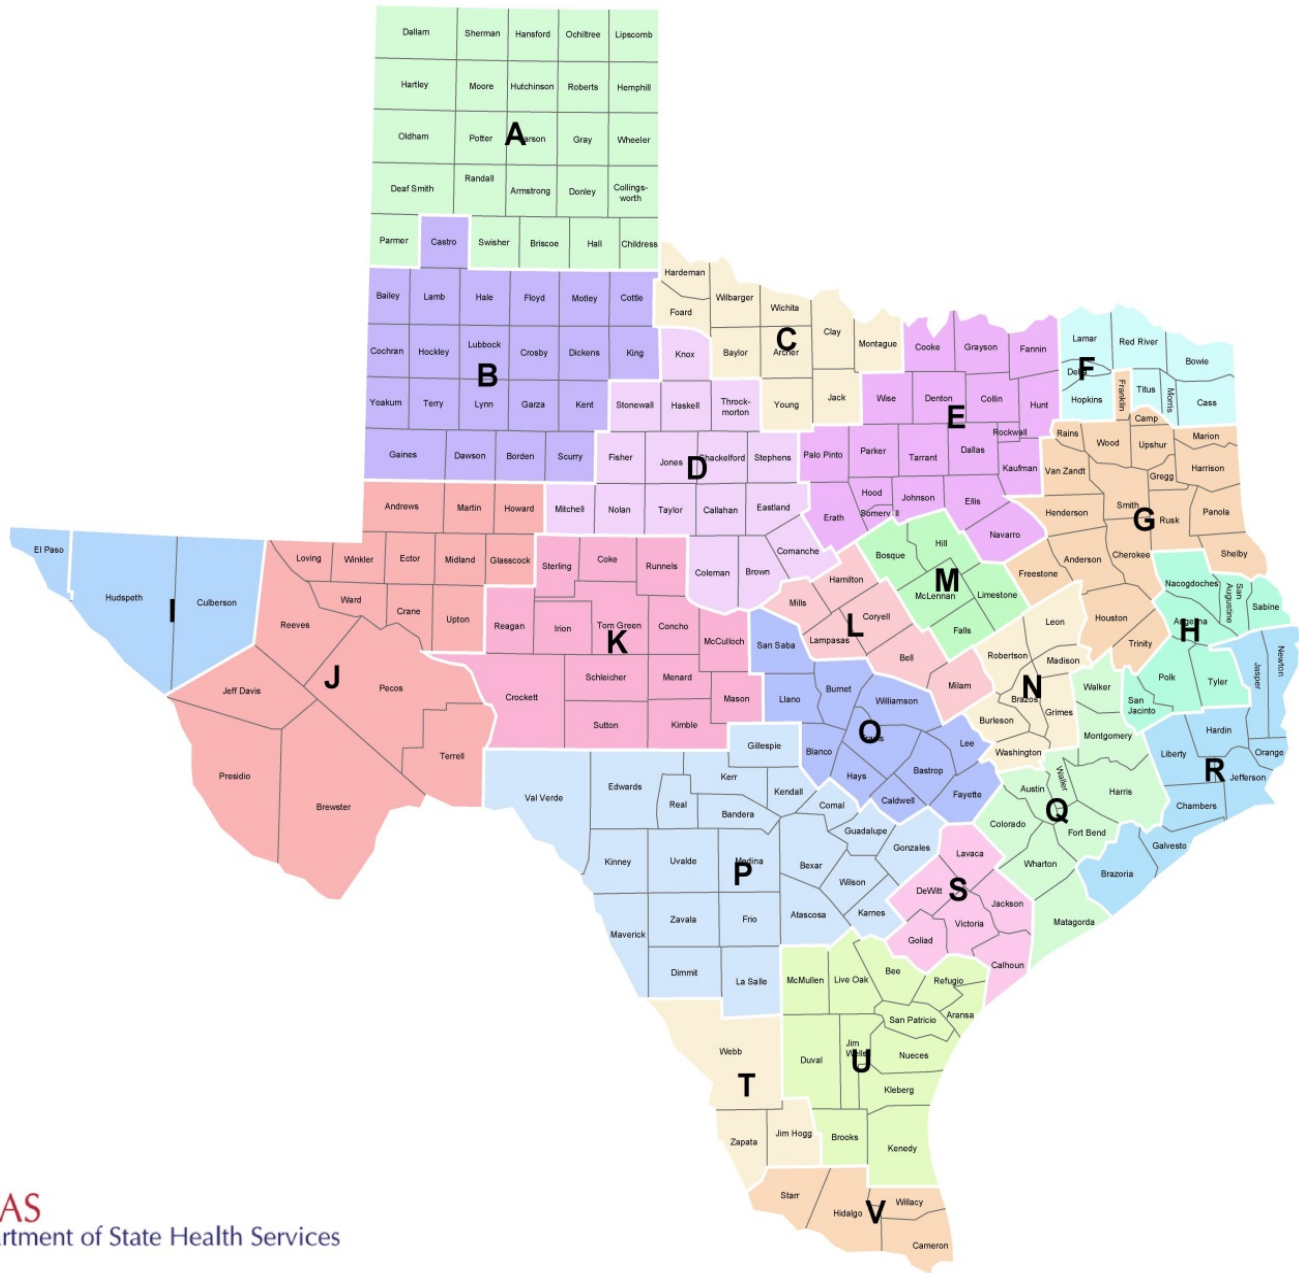 Dallam Sherman Hansford Ochiltree Lipscomb
Hartley Moore Hutchinson Roberts Hemphill
Oldham Potter A arson Gray Wheeler
Deaf Smith Randall Armstrong Donley Collings-
worth
Parmer Castro Swisher Briscoe Hall Childress
Hardeman
Bailey Lamb Hale Floyd Motley Cottle Foard Wilbarger Wichita
Clay Montague Cooke Grayson Fannin Lamar Red River Bowie
Cochran Hockley Lubbock Crosby Dickens King Knox Baylor C Archer
B
F Delta
Yoakum Terry Lynn Garza Kent Stonewall Haskell Throck-
morton
Young Jack Wise Denton Collin Hunt Hopkins Franklin Titus Morris Cass
E
Camp
Gaines Dawson Borden Scurry Fisher Jones D Shackelford Stephens
Palo Pinto Parker Tarrant Dallas Rockwall Kaufman
Rains Wood Upshur Marion
Van Zandt Gregg Harrison
Andrews Martin Howard Mitchell Nolan Taylor Callahan Eastland
Erath Hood Somerv ll Johnson Ellis Navarro
Henderson Smith G Rusk Panola
El Paso Hudspeth Culberson
I
Loving Winkler Ector Midland Glasscock
Sterling Coke Runnels Coleman Brown Comanche
Hamilton Bosque Hill
Freestone Anderson Cherokee Shelby
Mills M McLennan Limestone
Nacogdoches San
Augustine Sabine
Reeves Ward Crane Upton
Reagan Irion Tom Green Concho McCulloch
K
San Saba Lampasas L Coryell Falls
Leon Houston Trinity H Angelina
Bell Robertson Madison
Newton Jasper
Jeff Davis J Pecos
Crockett Schleicher Menard Mason
Sutton Kimble
Llano Burnet Williamson Milam
Brazos N Grimes Walker San
Jacinto Polk Tyler
Burleson Washington Montgomery
Presidio Brewster Terrell
Gillespie Blanco O Travis Lee
Hays Bastrop Caldwell Fayette
Liberty Hardin Orange
R Jefferson
Chambers
Val Verde Edwards Kerr Kendall
Real Bandera
Comal Guadalupe Gonzales
Austin Waller Harris
Q
Colorado Fort Bend
Galvesto
Brazoria
Kinney Uvalde Medina Bexar Wilson
P
Lavaca Wharton
DeWitt S Jackson
Maverick Zavala Frio Atascosa Karnes
Goliad Victoria Matagorda
Calhoun
Dimmit La Salle McMullen Live Oak Bee Refugio
San Patricio Aransa
Webb Duval Jim
Wells Nueces
U
T Kleberg
Zapata Jim Hogg Brooks Kenedy
Starr Hidalgo V Willacy
Cameron
AS
rtment of State Health Services